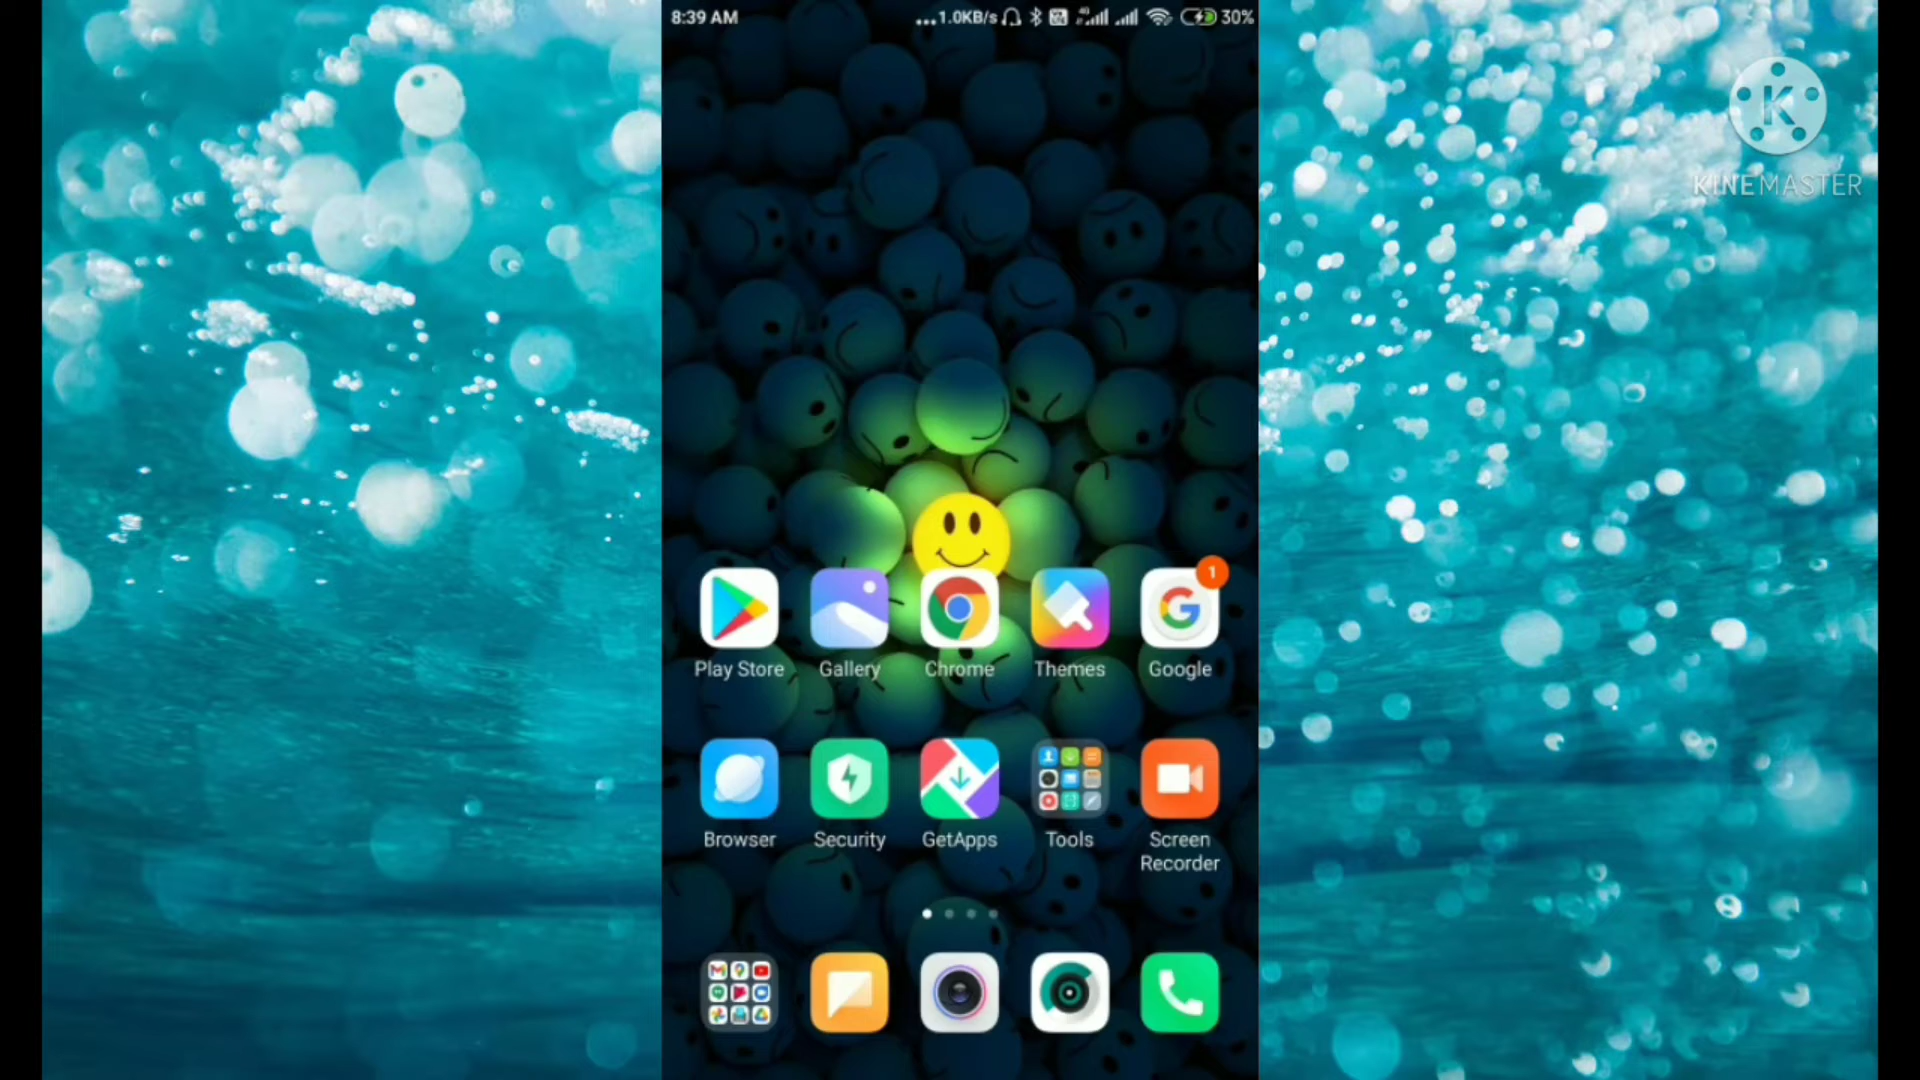 8:39 AM
...1.0KB/s
4G
30%
KINEMASTER
1
Play Store
Gallery
Chrome
Themes
Google
Browser
Security
GetApps
Tools
Screen
Recorder